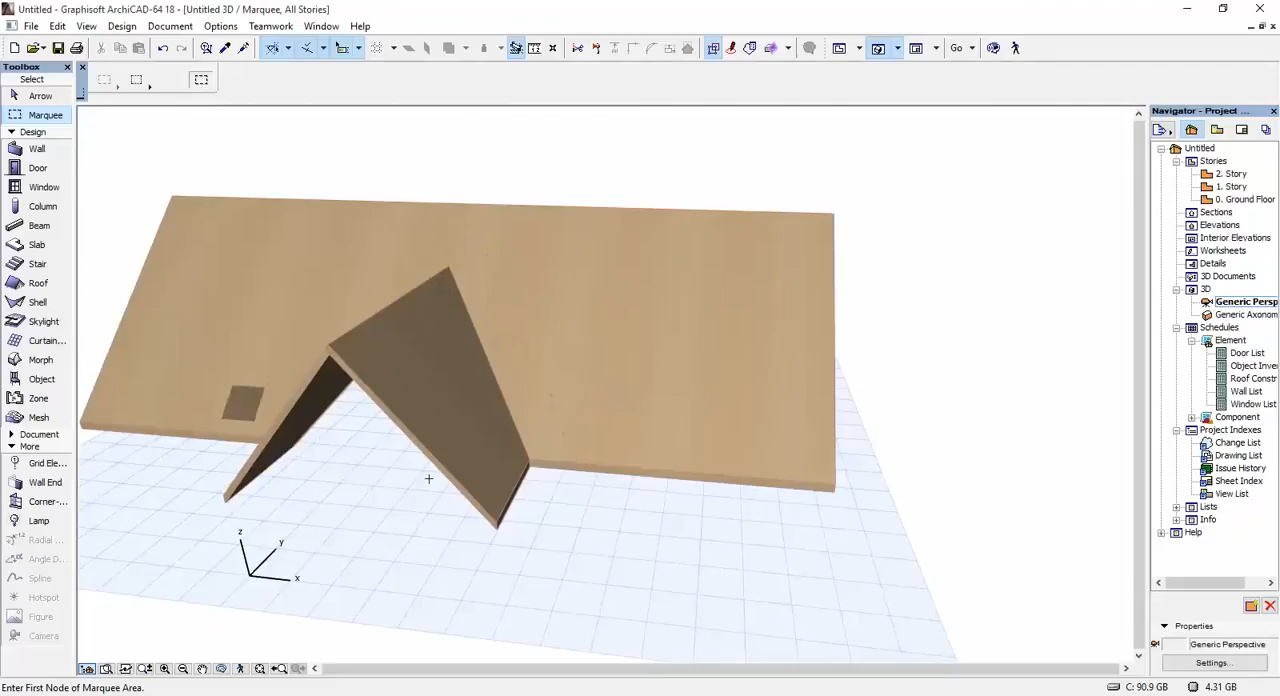 Untitled - Graphisoft ArchiCAD-64 18 - [Untitled 3D / Marquee, All Stories]
File Edit View Design Document Options Teamwork Window Help
Toolbox
Select
Arrow
Marquee
Design
Wall
Door
Window
Column
Beam
Slab
Stair
Roof
Shell
Skylight
Curtain...
Morph
Object
Zone
Mesh
Document
More
Grid Ele...
Wall End
Corner-...
Lamp
Radial ...
Angle D...
Spline
Hotspot
Figure
Camera
Go
z
y
x
Navigator - Project ...
Untitled
Stories
2. Story
1. Story
0. Ground Floor
Sections
Elevations
Interior Elevations
Worksheets
Details
3D Documents
3D
Generic Persp
Generic Axonom
Schedules
Element
Door List
Object Inve
Roof Constr
Wall List
Window List
Component
Project Indexes
Change List
Drawing List
Issue History
Sheet Index
View List
Lists
Info
Help
Properties
Generic Perspective
Settings...
Enter First Node of Marquee Area.
C: 90.9 GB
4.31 GB